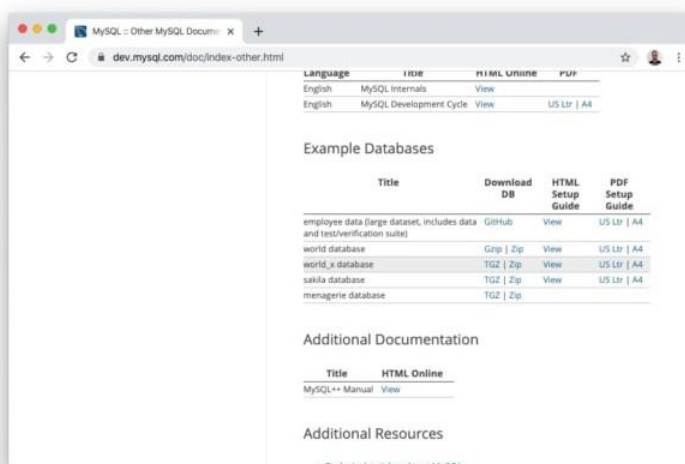 MySQL :: Other MySQL Docume
dev.mysql.com/doc/index-other.html
Language Title HTML Online PDF
English MySQL Internals View
English MySQL Development Cycle View US Ltr | A4
Example Databases
Title Download DB HTML Setup Guide PDF Setup Guide
employee data (large dataset, includes data GitHub View US Ltr | A4
and test/verification suite)
world database Gzip | Zip View US Ltr | A4
world_x database TGZ | Zip View US Ltr | A4
sakila database TGZ | Zip View US Ltr | A4
menagerie database TGZ | Zip
Additional Documentation
Title HTML Online
MySQL++ Manual View
Additional Resources